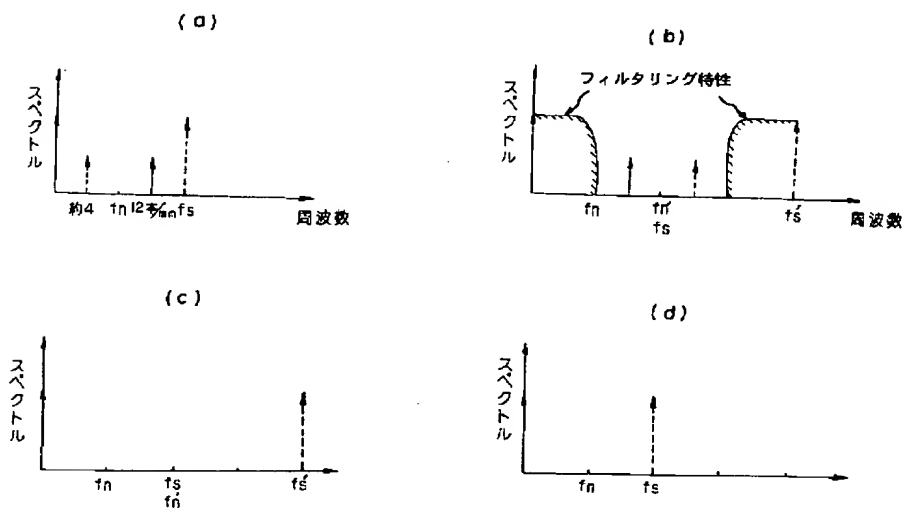 (a)
スペクトル
約4 fn 12本/mm fs
周波数
(b)
フィルタリング特性
スペクトル
fn fn' fs'
fs
周波数
(c)
スペクトル
fn fs fs'
fn'
(d)
スペクトル
fn fs